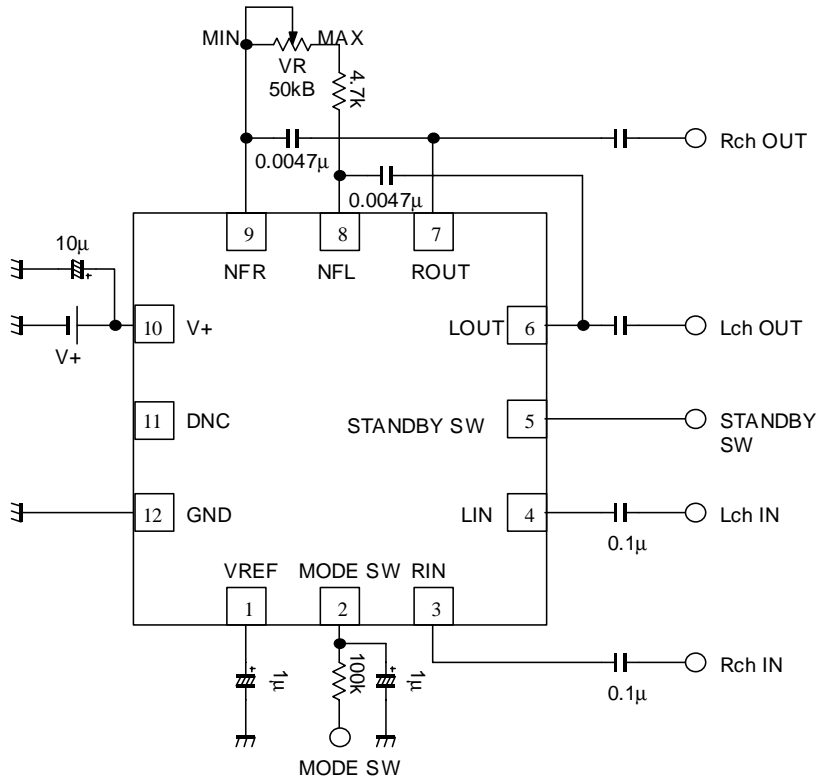 MIN
MAX
VR
50kB
4.7k
0.0047μ
Rch OUT
0.0047μ
9
8
7
NFR
NFL
ROUT
10μ
10
V+
LOUT
6
Lch OUT
V+
11
DNC
STANDBY SW
5
STANDBY
SW
12
GND
LIN
4
Lch IN
0.1μ
VREF
MODE SW
RIN
1
2
3
1μ
100k
1μ
Rch IN
0.1μ
MODE SW